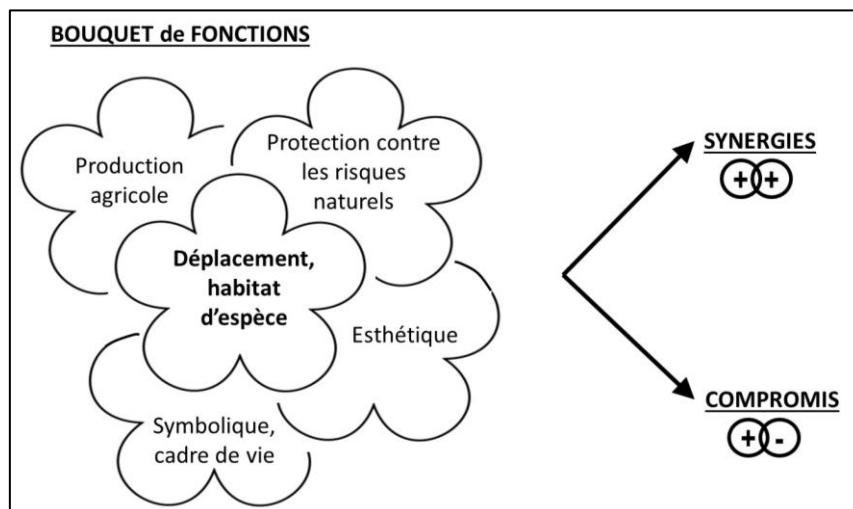 BOUQUET de FONCTIONS
Production
agricole
Protection contre
les risques
naturels
Déplacement,
habitat
d'espèce
Esthétique
Symbolique,
cadre de vie
SYNERGIES
+ +
COMPROMIS
+ -